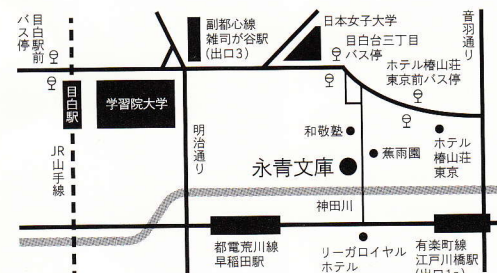 目白駅前
バス停
副都心線
雑司が谷駅
(出口3)
日本女子大学
目白台三丁目
バス停
音羽通り
ホテル椿山荘
東京前バス停
目白駅
学習院大学
明治通り
JR山手線
和敬塾
蕉雨園
ホテル
椿山荘
東京
永青文庫
神田川
都電荒川線
早稲田駅
リーガロイヤル
ホテル
有楽町線
江戸川橋駅
(出口1a)